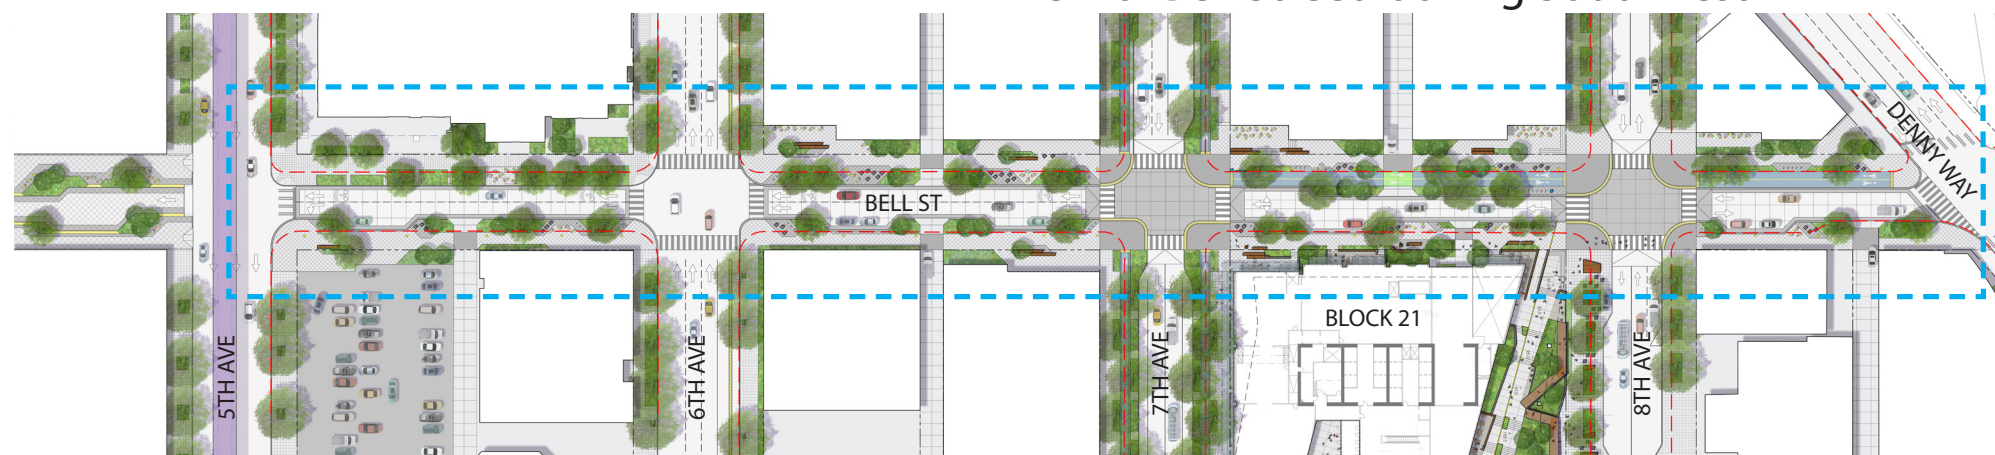 BELL ST
DENNY WAY
BLOCK 21
5TH AVE
6TH AVE
7TH AVE
8TH AVE